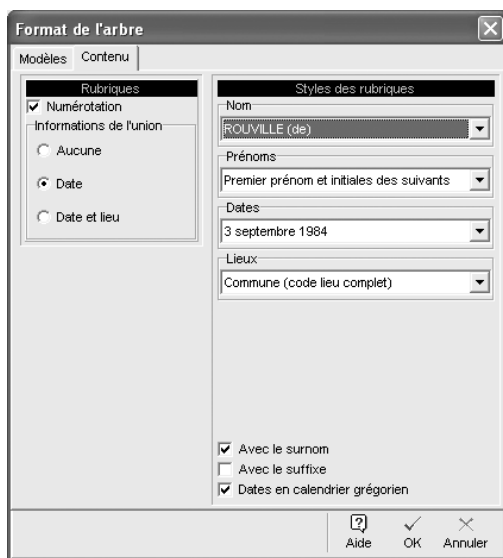 Format de l'arbre
Modèles Contenu
Rubriques
Numérotation
Informations de l'union
Aucune
Date
Date et lieu
Styles des rubriques
Nom
ROUVILLE (de)
Prénoms
Premier prénom et initiales des suivants
Dates
3 septembre 1984
Lieux
Commune (code lieu complet)
Avec le surnom
Avec le suffixe
Dates en calendrier grégorien
Aide OK Annuler